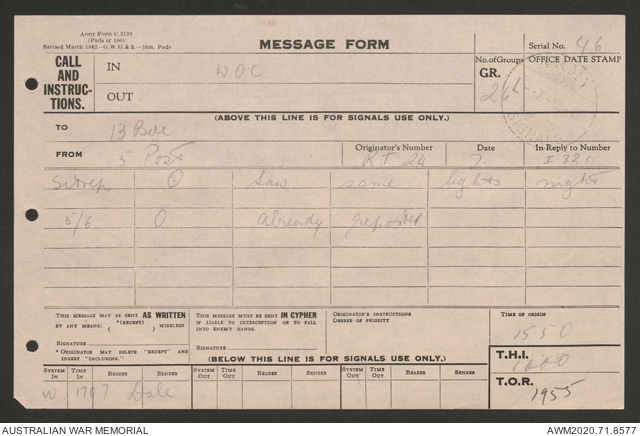 Army Form C.2130
(Pads of 100)
Revised March 1942—G.W.G.&S.—16m. Pads
MESSAGE FORM
Serial No. 46
CALL AND INSTRUCTIONS.
IN
WOC
No. of Groups
GR.
OFFICE DATE STAMP
OUT
(ABOVE THIS LINE IS FOR SIGNALS USE ONLY.)
TO 13 Bde
FROM 5 Posts
Originator's Number
KT 24
Date
7
In Reply to Number
Sitrep O Saw same lights night
5/6 O already reported
THIS MESSAGE MAY BE SENT AS WRITTEN
BY ANY MEANS: *(EXCEPT) ( ) WIRELESS
SIGNATURE
* ORIGINATOR MAY DELETE "EXCEPT" AND INSERT "INCLUDING."
THIS MESSAGE MUST BE SENT IN CYPHER
IF LIABLE TO INTERCEPTION OR TO FALL INTO ENEMY HANDS.
SIGNATURE
ORIGINATOR'S INSTRUCTIONS
DEGREE OF PRIORITY
TIME OF ORIGIN
1550
(BELOW THIS LINE IS FOR SIGNALS USE ONLY.)
T.H.I. 1600
T.O.R. 1955
SYSTEM IN TIME IN READER SENDER SYSTEM OUT TIME OUT READER SENDER SYSTEM OUT TIME OUT READER SENDER
W 1707 Dale
AUSTRALIAN WAR MEMORIAL
AWM2020.71.8577